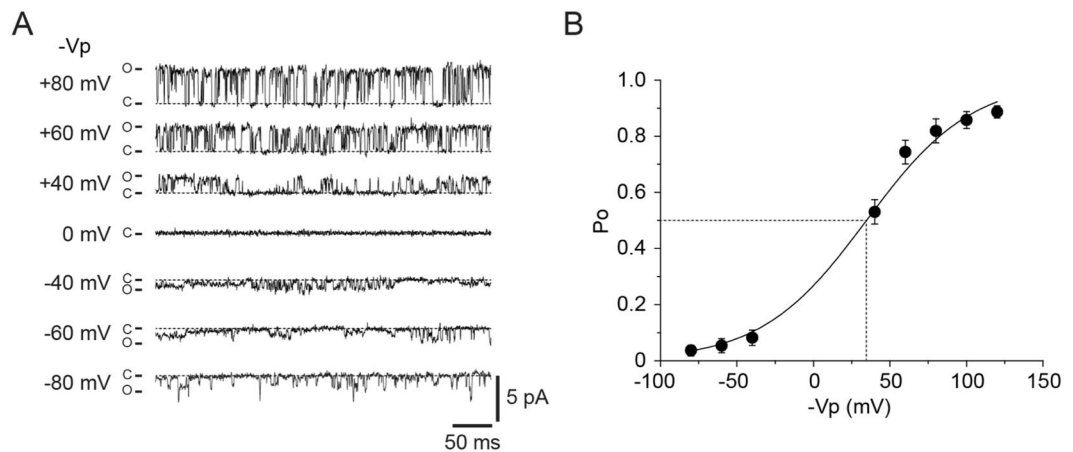 A
-Vp
+80 mV
O
C
+60 mV
O
C
+40 mV
O
C
0 mV
C
-40 mV
C
O
-60 mV
C
O
-80 mV
C
O
5 pA
50 ms
B
1.0
0.8
0.6
0.4
0.2
0
Po
-100
-50
0
50
100
150
-Vp (mV)